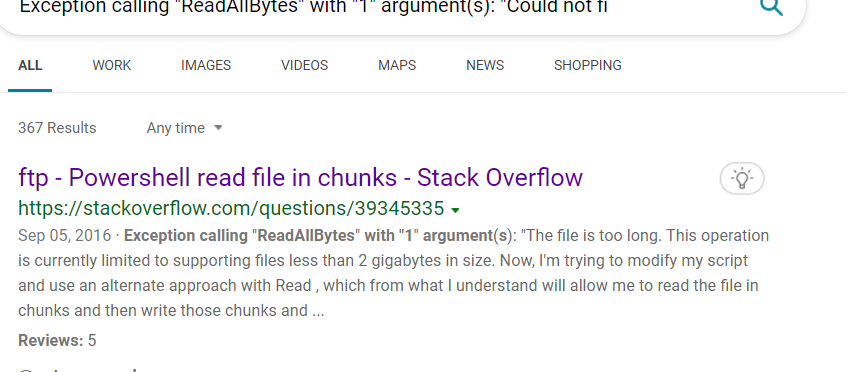 Exception calling "ReadAllBytes" with "1" argument(s): "Could not fi
ALL WORK IMAGES VIDEOS MAPS NEWS SHOPPING
367 Results Any time
ftp - Powershell read file in chunks - Stack Overflow
https://stackoverflow.com/questions/39345335
Sep 05, 2016 · Exception calling "ReadAllBytes" with "1" argument(s): "The file is too long. This operation
is currently limited to supporting files less than 2 gigabytes in size. Now, I'm trying to modify my script
and use an alternate approach with Read , which from what I understand will allow me to read the file in
chunks and then write those chunks and ...
Reviews: 5